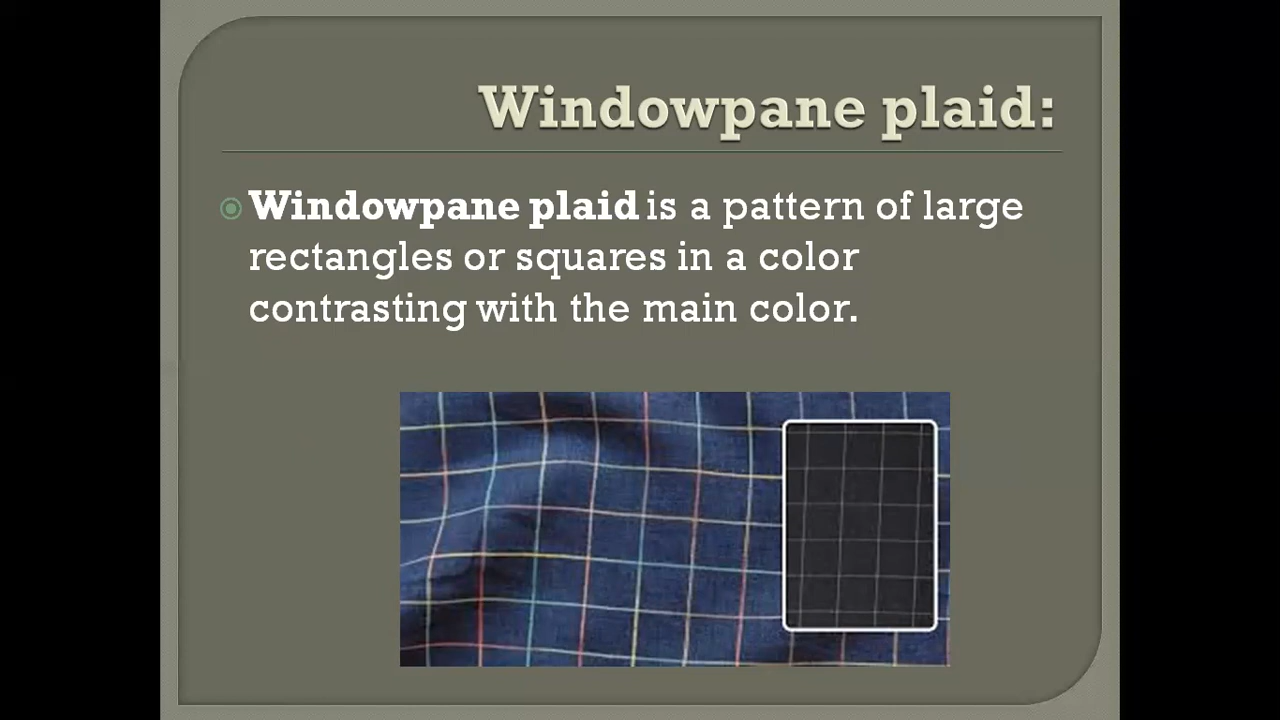 Windowpane plaid:
Windowpane plaid is a pattern of large
rectangles or squares in a color
contrasting with the main color.